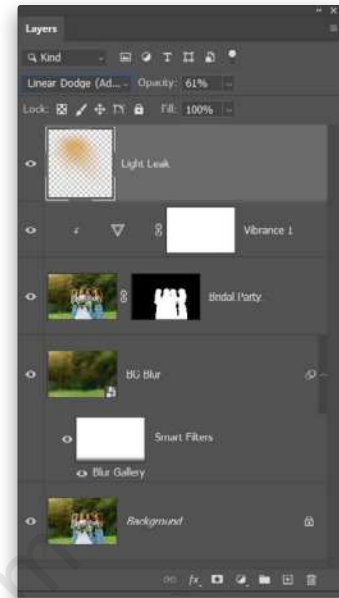 Layers
Kind
Linear Dodge (Ad... Opacity: 61%
Lock: Fill: 100%
Light Leak
Vibrance 1
Bridal Party
BG Blur
Smart Filters
Blur Gallery
Background
fx